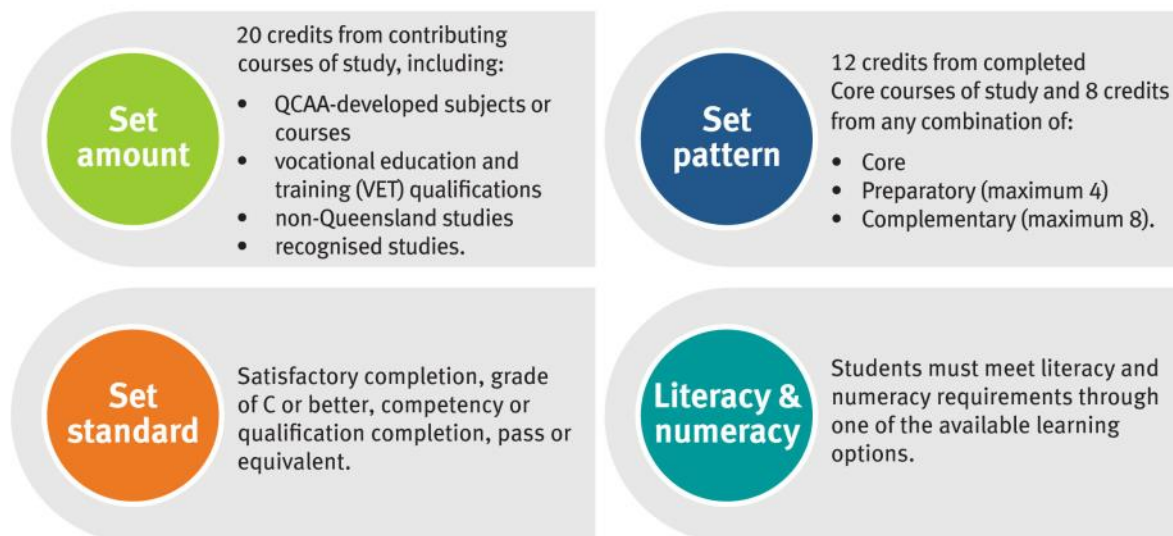 Set
amount
20 credits from contributing
courses of study, including:
• QCAA-developed subjects or
courses
• vocational education and
training (VET) qualifications
• non-Queensland studies
• recognised studies.
Set
pattern
12 credits from completed
Core courses of study and 8 credits
from any combination of:
• Core
• Preparatory (maximum 4)
• Complementary (maximum 8).
Set
standard
Satisfactory completion, grade
of C or better, competency or
qualification completion, pass or
equivalent.
Literacy &
numeracy
Students must meet literacy and
numeracy requirements through
one of the available learning
options.